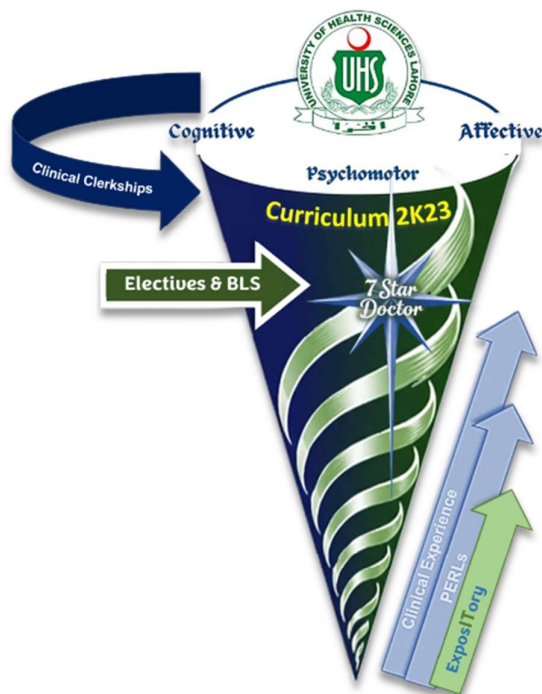 UNIVERSITY OF HEALTH SCIENCES LAHORE
UHS
اقرأ
Cognitive
Affective
Psychomotor
Clinical Clerkships
Curriculum 2K23
Electives & BLS
7 Star
Doctor
Clinical Experience
PERLs
ExposITory